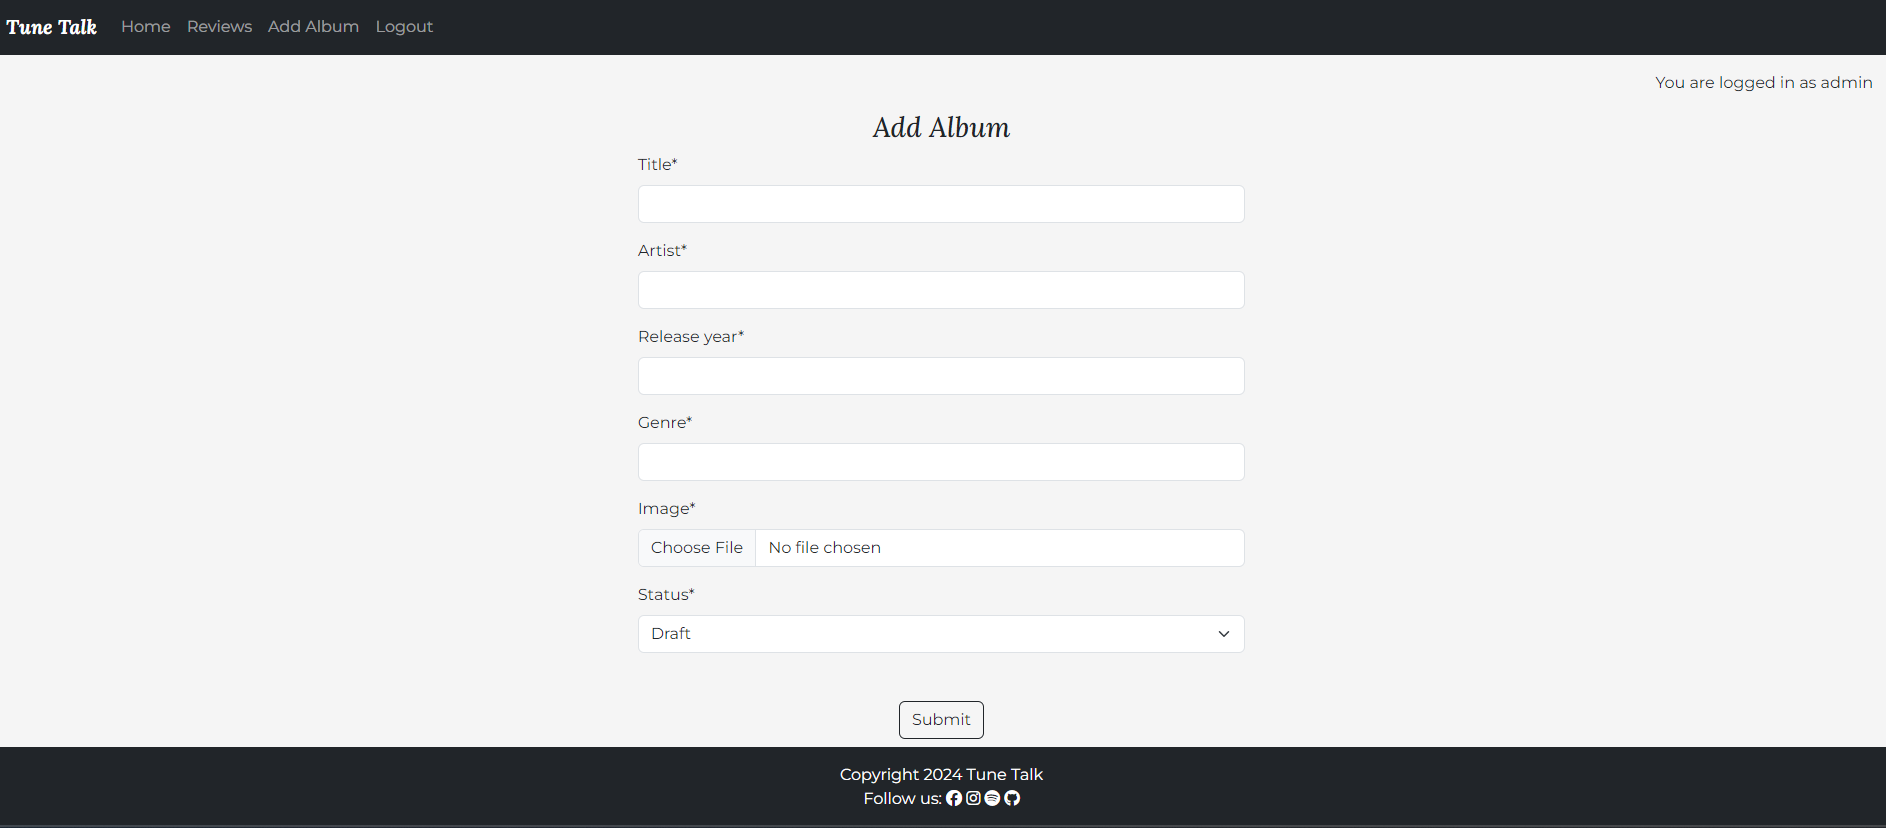 Tune Talk Home Reviews Add Album Logout
You are logged in as admin
Add Album
Title*
Artist*
Release year*
Genre*
Image*
Choose File No file chosen
Status*
Draft
Submit
Copyright 2024 Tune Talk
Follow us: